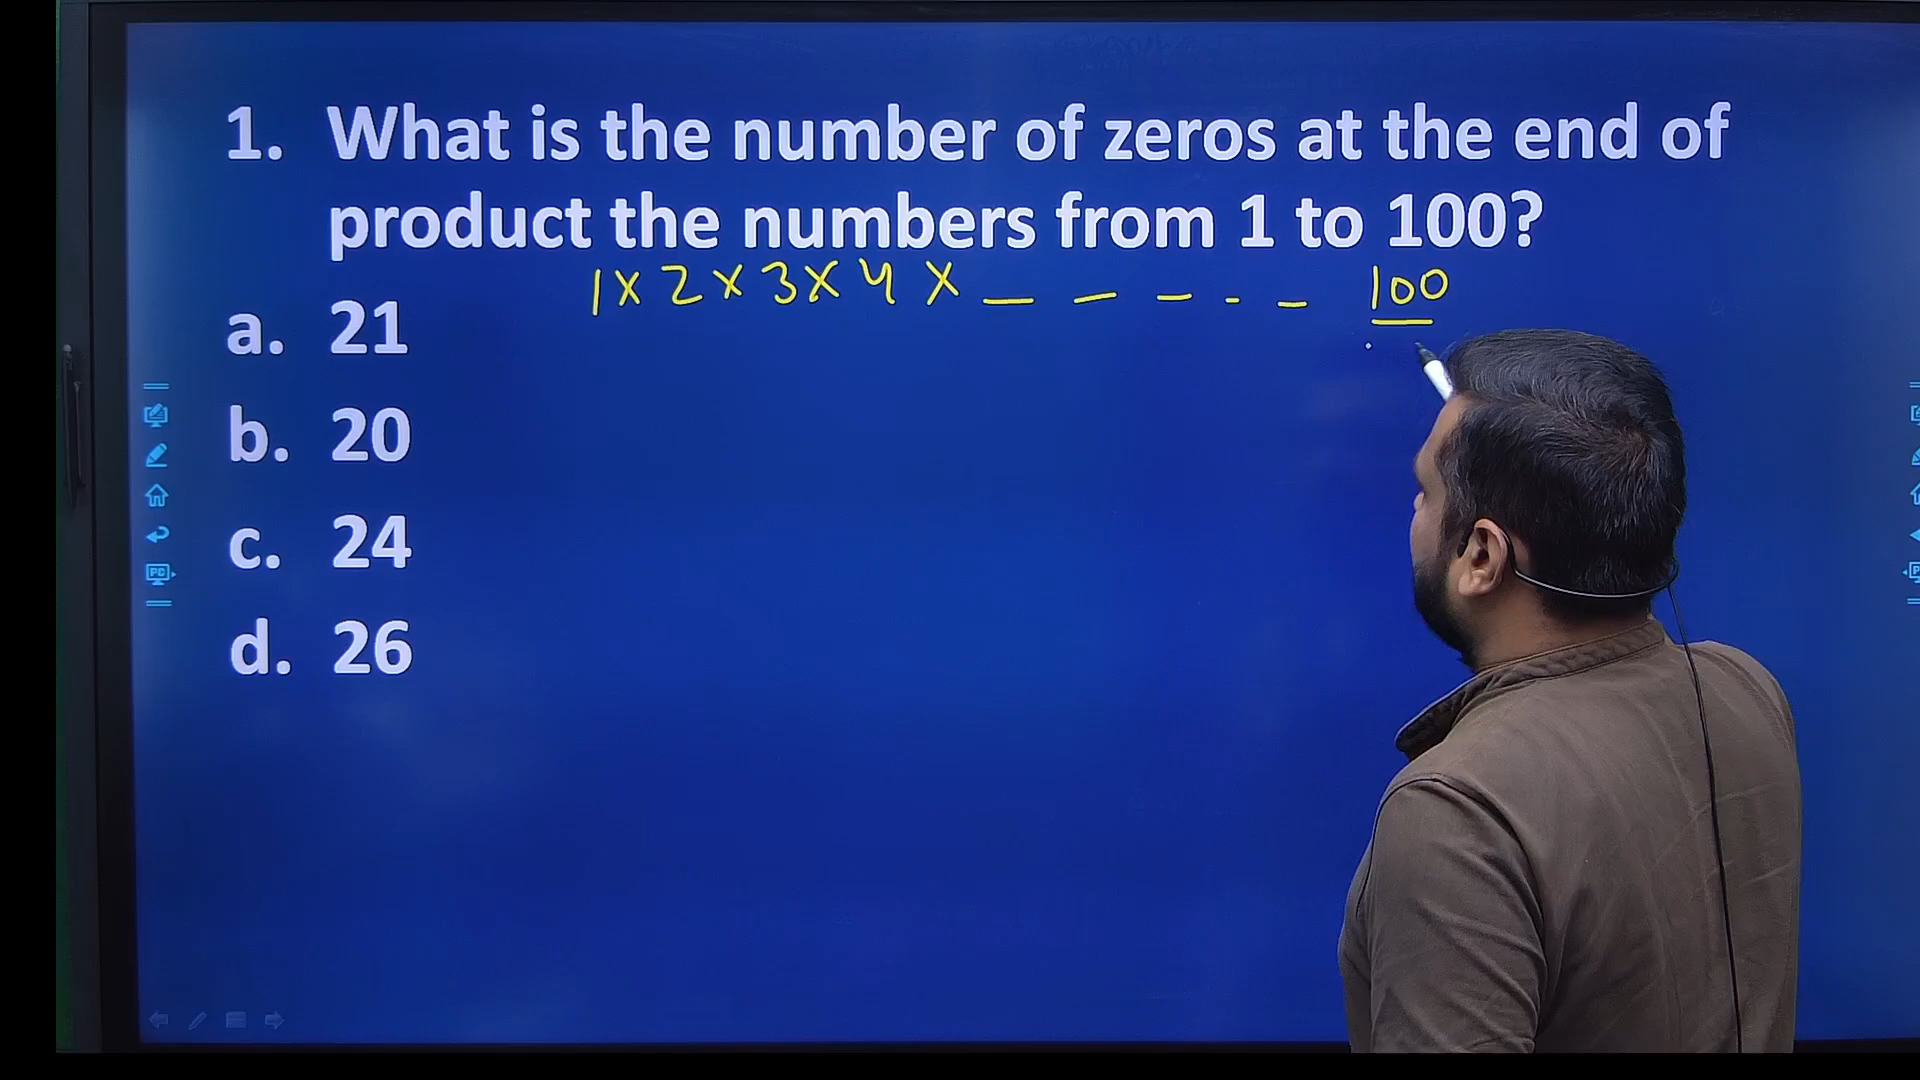 1. What is the number of zeros at the end of
product the numbers from 1 to 100?
1 x 2 x 3 x 4 x _ _ _ - _ 100
a. 21
b. 20
c. 24
d. 26
PC